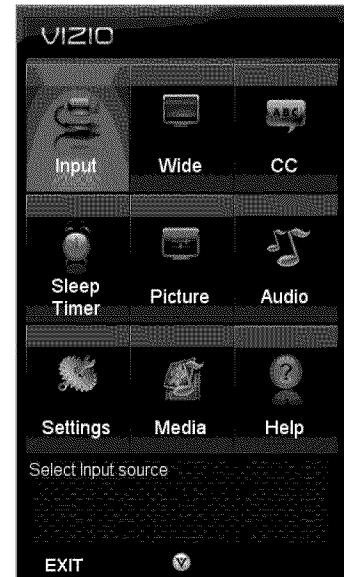 VIZIO
ABC
Input Wide CC
Sleep
Timer Picture Audio
?
Settings Media Help
Select Input source
EXIT
V